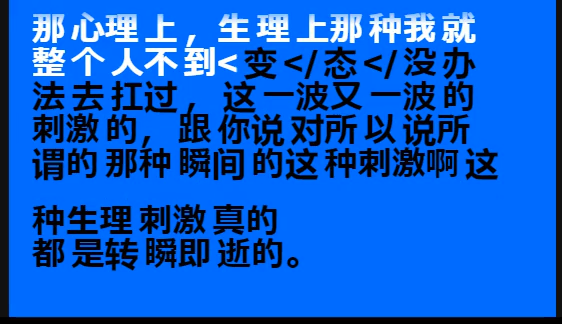 那心理上，生理上那种我就
整个人不到<变</态</没办
法去扛过，这一波又一波的
刺激的，跟你说对所以说所
谓的那种瞬间的这种刺激啊这
种生理刺激真的
都是转瞬即逝的。